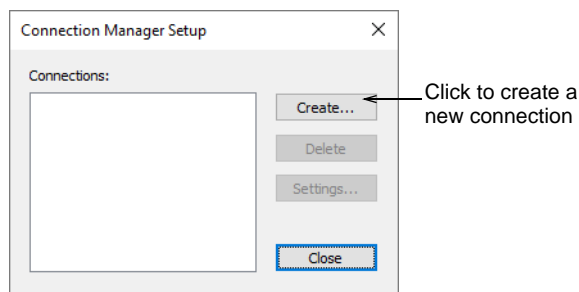 Connection Manager Setup
Connections:
Create...
Click to create a
new connection
Delete
Settings...
Close